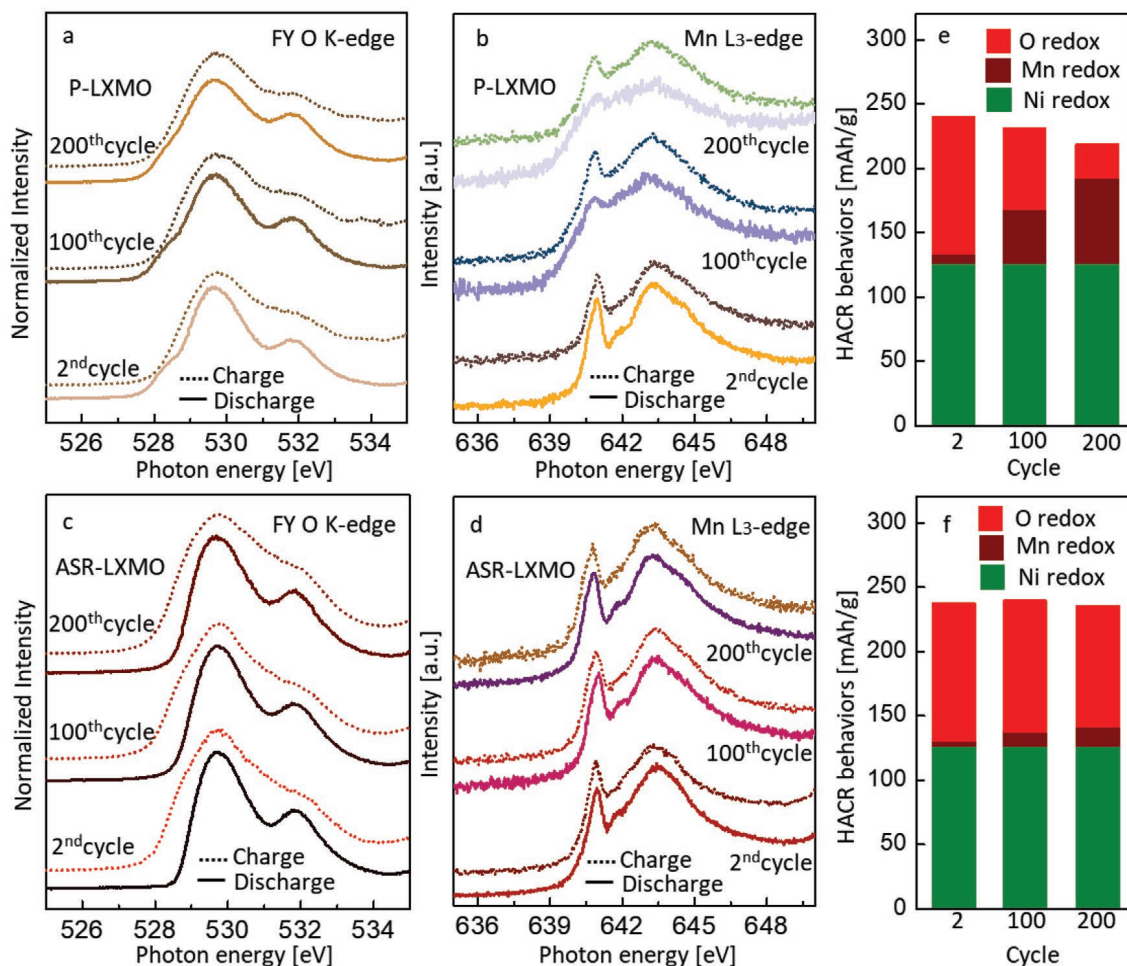 a
FY O K-edge
P-LXMO
200thcycle
100thcycle
2ndcycle
Charge
Discharge
Normalized Intensity
526 528 530 532 534
Photon energy [eV]
b
Mn L3-edge
P-LXMO
200thcycle
100thcycle
2ndcycle
Charge
Discharge
Intensity [a.u.]
636 639 642 645 648
Photon energy [eV]
e
O redox
Mn redox
Ni redox
HACR behaviors [mAh/g]
300
250
200
150
100
50
0
2 100 200
Cycle
c
FY O K-edge
ASR-LXMO
200thcycle
100thcycle
2ndcycle
Charge
Discharge
Normalized Intensity
526 528 530 532 534
Photon energy [eV]
d
Mn L3-edge
ASR-LXMO
200thcycle
100thcycle
2ndcycle
Charge
Discharge
Intensity [a.u.]
636 639 642 645 648
Photon energy [eV]
f
O redox
Mn redox
Ni redox
HACR behaviors [mAh/g]
300
250
200
150
100
50
0
2 100 200
Cycle